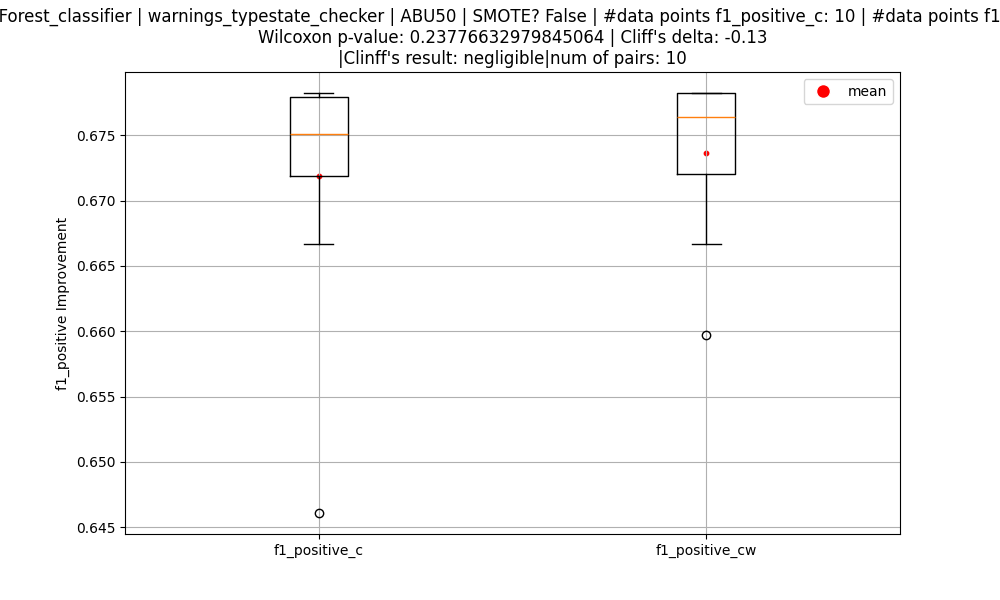 Forest_classifier | warnings_typestate_checker | ABU50 | SMOTE? False | #data points f1_positive_c: 10 | #data points f1
Wilcoxon p-value: 0.23776632979845064 | Cliff's delta: -0.13
|Clinff's result: negligible|num of pairs: 10
mean
0.675
0.670
0.665
0.660
0.655
0.650
0.645
f1_positive Improvement
f1_positive_c
f1_positive_cw